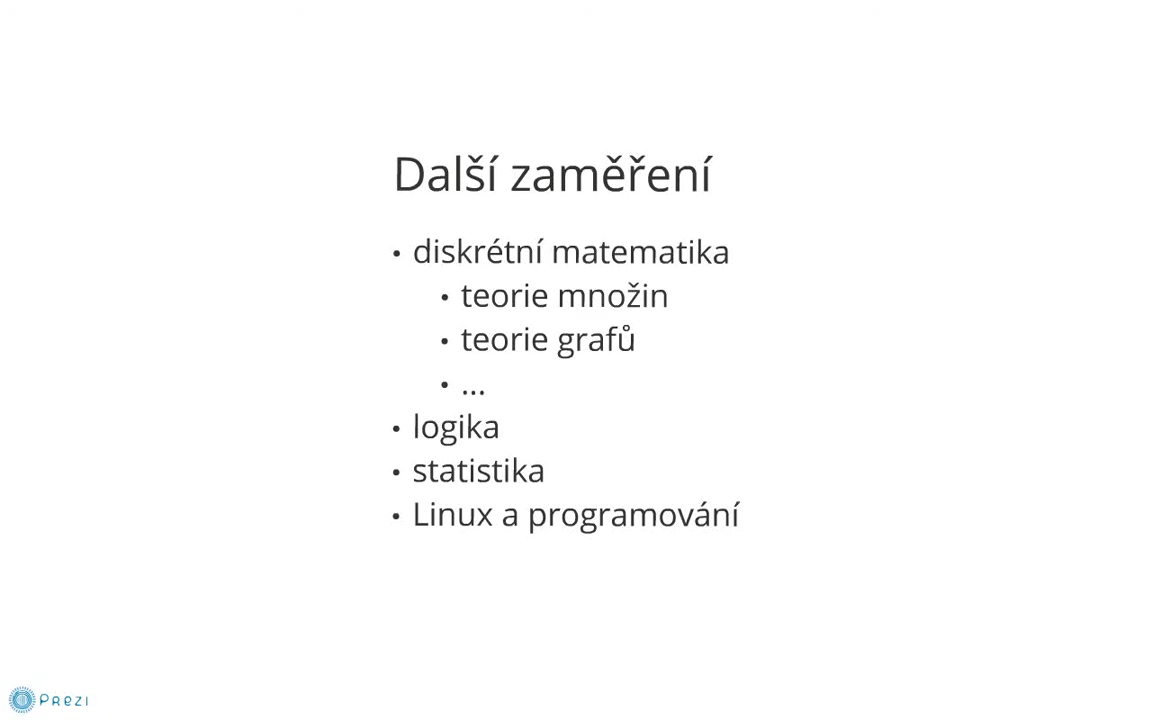 Další zaměření
• diskrétní matematika
• teorie množin
• teorie grafů
• ...
• logika
• statistika
• Linux a programování
Prezi